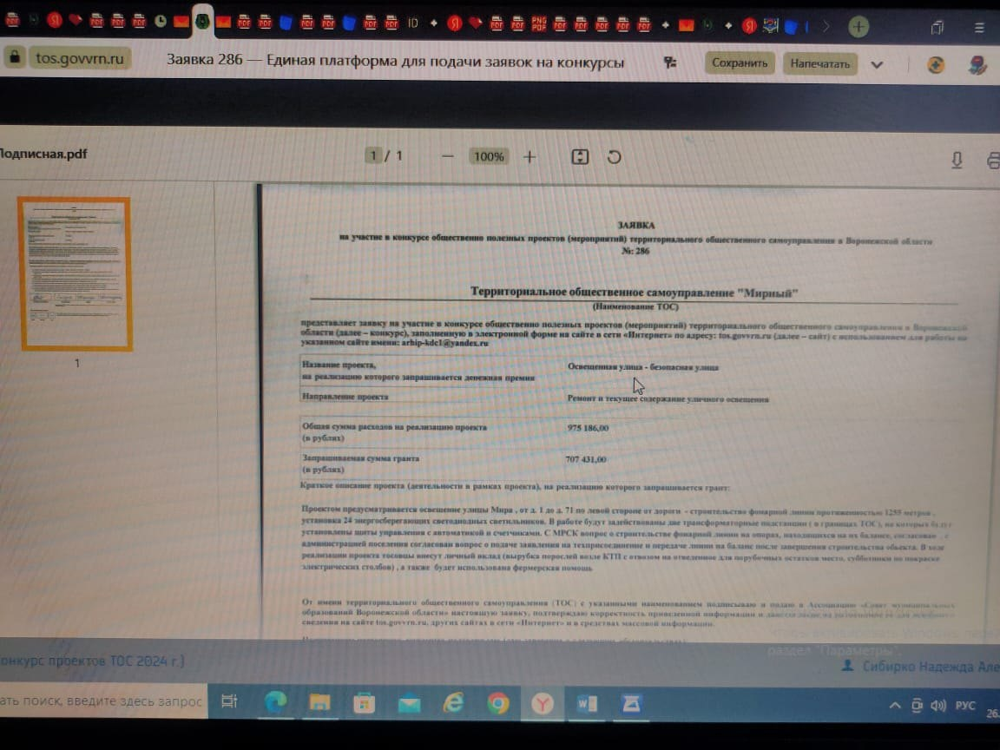 ID
PNG
PDF
tos.govvrn.ru
Заявка 286 — Единая платформа для подачи заявок на конкурсы
Сохранить
Напечатать
Подписная.pdf
1 / 1
100%
1
ЗАЯВКА
на участие в конкурсе общественно полезных проектов (мероприятий) территориального общественного самоуправления в Воронежской области
№: 286
Территориальное общественное самоуправление "Мирный"
(Наименование ТОС)
представляет заявку на участие в конкурсе общественно полезных проектов (мероприятий) территориального общественного самоуправления в Воронежской
области (далее – конкурс), заполненную в электронной форме на сайте в сети «Интернет» по адресу: tos.govvrn.ru (далее – сайт) с использованием для работы на
указанном сайте имени: arhip-kdc1@yandex.ru
Название проекта,
на реализацию которого запрашивается денежная премия
Освещенная улица - безопасная улица
Направление проекта
Ремонт и текущее содержание уличного освещения
Общая сумма расходов на реализацию проекта
(в рублях)
975 186,00
Запрашиваемая сумма гранта
(в рублях)
707 431,00
Краткое описание проекта (деятельности в рамках проекта), на реализацию которого запрашивается грант:
Проектом предусматривается освещение улицы Мира , от д. 1 до д. 71 по левой стороне от дороги - строительство фонарной линии протяженностью 1255 метров ,
установка 24 энергосберегающих светодиодных светильников. В работе будут задействованы две трансформаторные подстанции ( в границах ТОС), на которых будут
установлены щиты управления с автоматикой и счетчиками. С МРСК вопрос о строительстве фонарной линии на опорах, находящихся на их балансе, согласован , с
администрацией поселения согласован вопрос о подаче заявления на техприсоединение и передаче линии на баланс после завершения строительства объекта. В ходе
реализации проекта тосовцы внесут личный вклад (вырубка порослей возле КТП с отвозом на отведенное для порубочных остатков место, субботники по покраске
электрических столбов) , а также будет использована фермерская помощь
От имени территориального общественного самоуправления (ТОС) с указанными наименованием подписываю и подаю в Ассоциацию «Совет муниципальных
образований Воронежской области» настоящую заявку, подтверждаю корректность приведенной информации и
сведения на сайте tos.govvrn.ru, других сайтах в сети «Интернет» и в средствах массовой информации.
раздел "Параметры".
онкурс проектов ТОС 2024 г.)
Сибирко Надежда Але
ать поиск, введите здесь запрос
РУС
26.